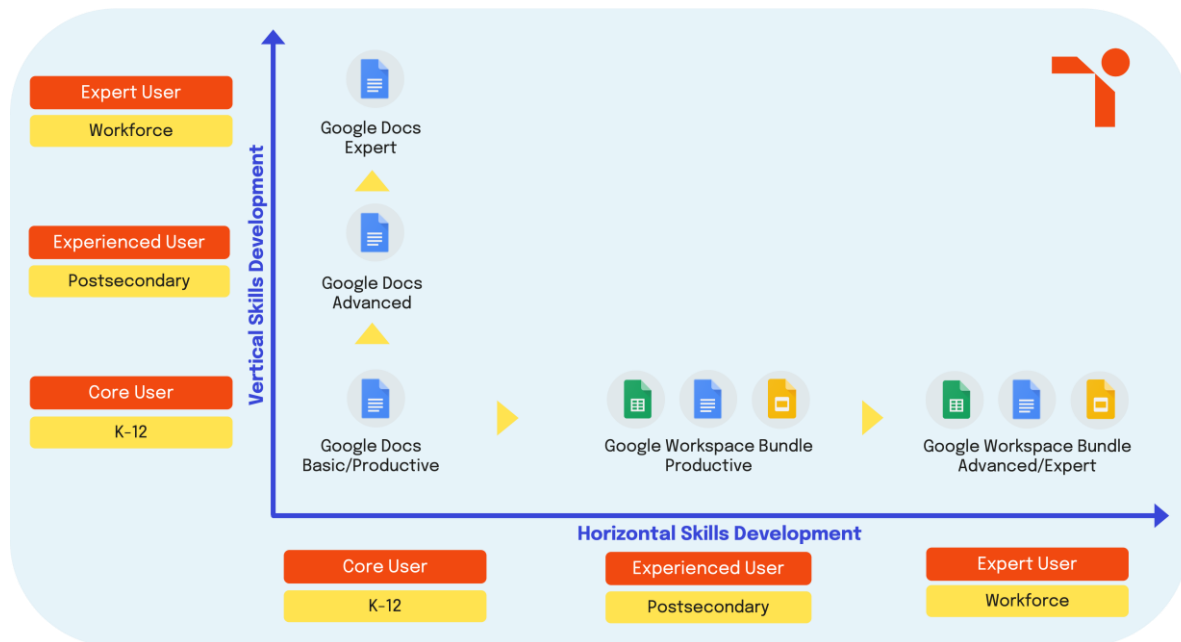 Expert User
Workforce
Google Docs
Expert
Vertical Skills Development
Experienced User
Postsecondary
Google Docs
Advanced
Core User
K-12
Google Docs
Basic/Productive
Google Workspace Bundle
Productive
Google Workspace Bundle
Advanced/Expert
Horizontal Skills Development
Core User
K-12
Experienced User
Postsecondary
Expert User
Workforce